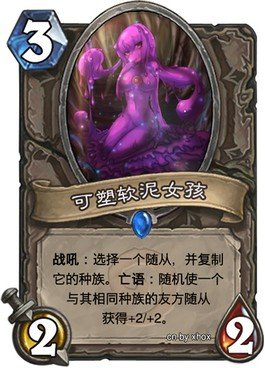 3
可塑软泥女孩
战吼：选择一个随从，并复制
它的种族。亡语：随机使一个
与其相同种族的友方随从
获得+2/+2。
cn by xhox
2
2